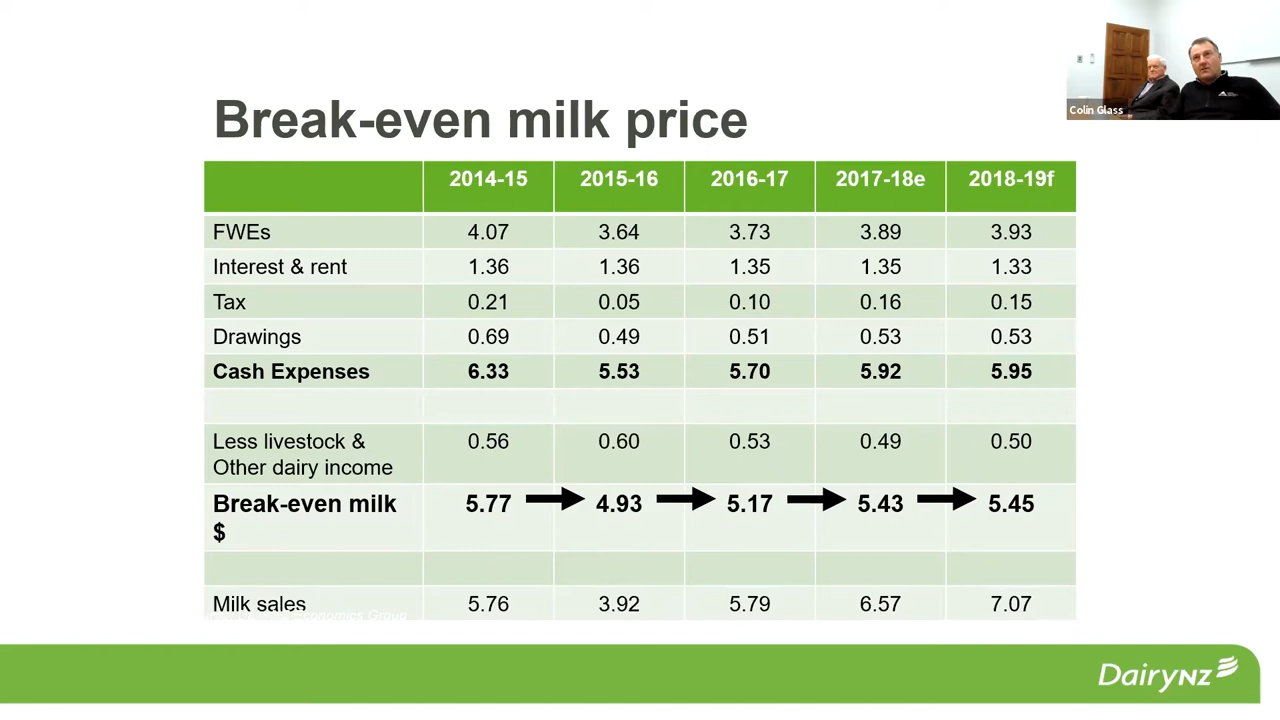 Colin Glass
Break-even milk price
2014-15 2015-16 2016-17 2017-18e 2018-19f
FWEs 4.07 3.64 3.73 3.89 3.93
Interest & rent 1.36 1.36 1.35 1.35 1.33
Tax 0.21 0.05 0.10 0.16 0.15
Drawings 0.69 0.49 0.51 0.53 0.53
Cash Expenses 6.33 5.53 5.70 5.92 5.95
Less livestock & 0.56 0.60 0.53 0.49 0.50
Other dairy income
Break-even milk 5.77 4.93 5.17 5.43 5.45
$
Milk sales 5.76 3.92 5.79 6.57 7.07
Economics Group
DairyNZ